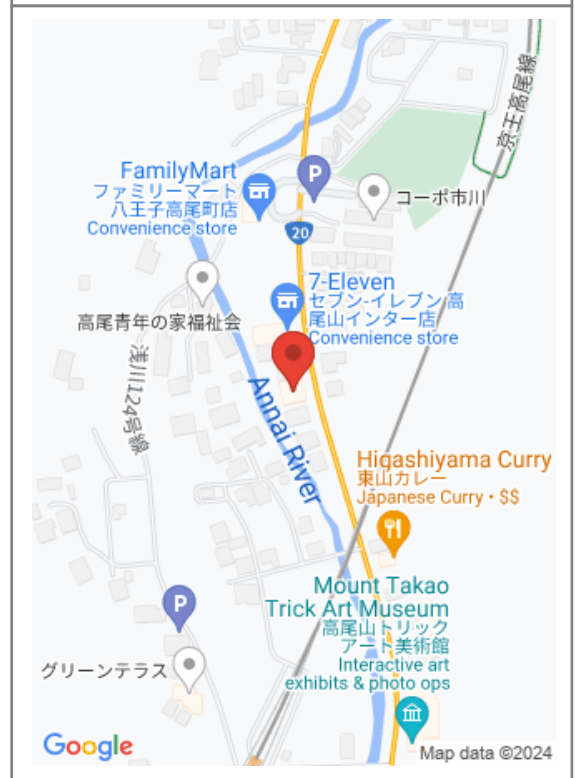 京王高尾線
FamilyMart
ファミリーマート
八王子高尾町店
Convenience store
P
コーポ市川
20
7-Eleven
セブン-イレブン 高
尾山インター店
Convenience store
高尾青年の家福祉会
浅川124号線
Annai River
Higashiyama Curry
東山カレー
Japanese Curry • $$
Mount Takao
Trick Art Museum
高尾山トリック
アート美術館
Interactive art
exhibits & photo ops
P
グリーンテラス
Google
Map data ©2024